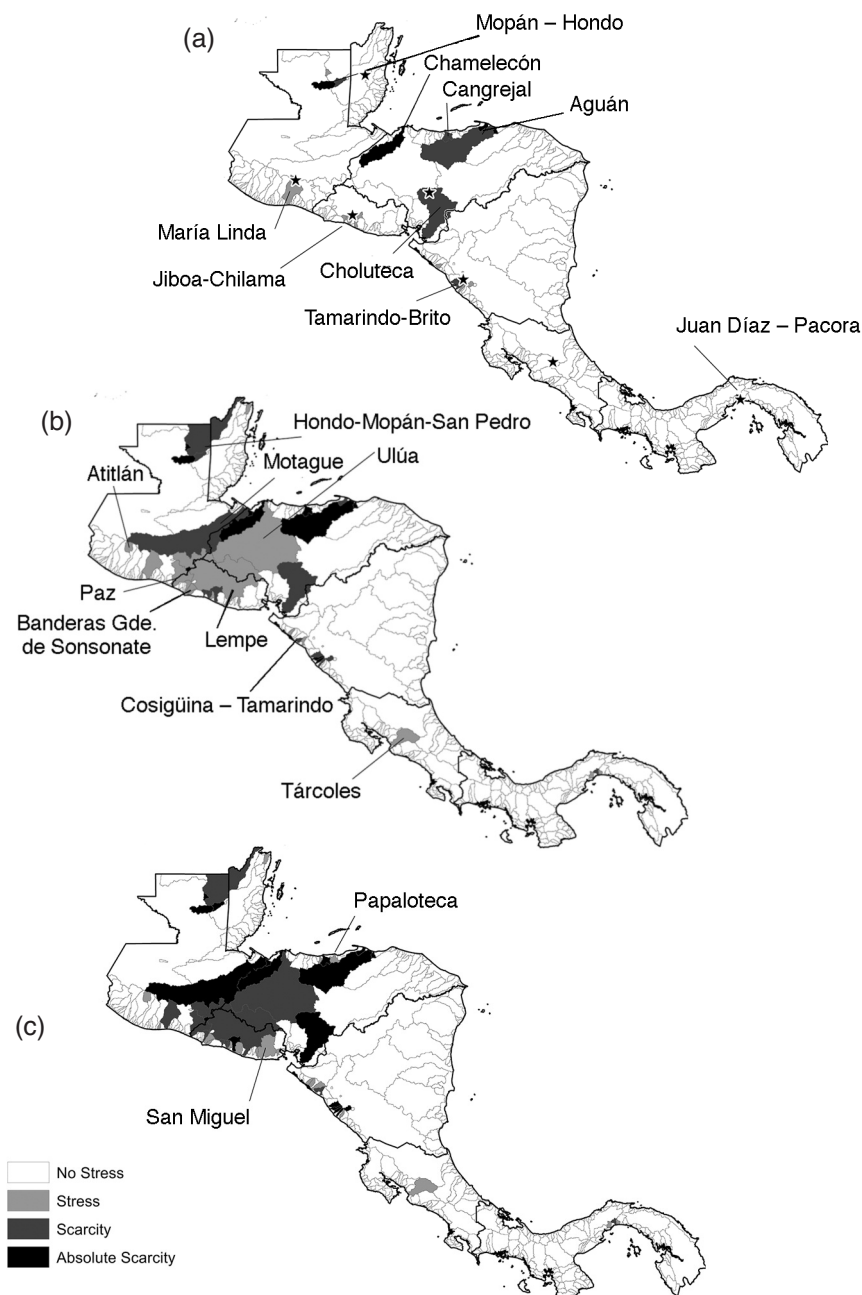 (a)
Mopán – Hondo
Chamelecón
Cangrejal
Aguán
María Linda
Jiboa-Chilama
Choluteca
Tamarindo-Brito
Juan Díaz – Pacora
(b)
Hondo-Mopán-San Pedro
Atitlán
Motague
Ulúa
Paz
Banderas Gde.
de Sonsonate
Lempe
Cosigüina – Tamarindo
Tárcoles
(c)
Papaloteca
San Miguel
No Stress
Stress
Scarcity
Absolute Scarcity